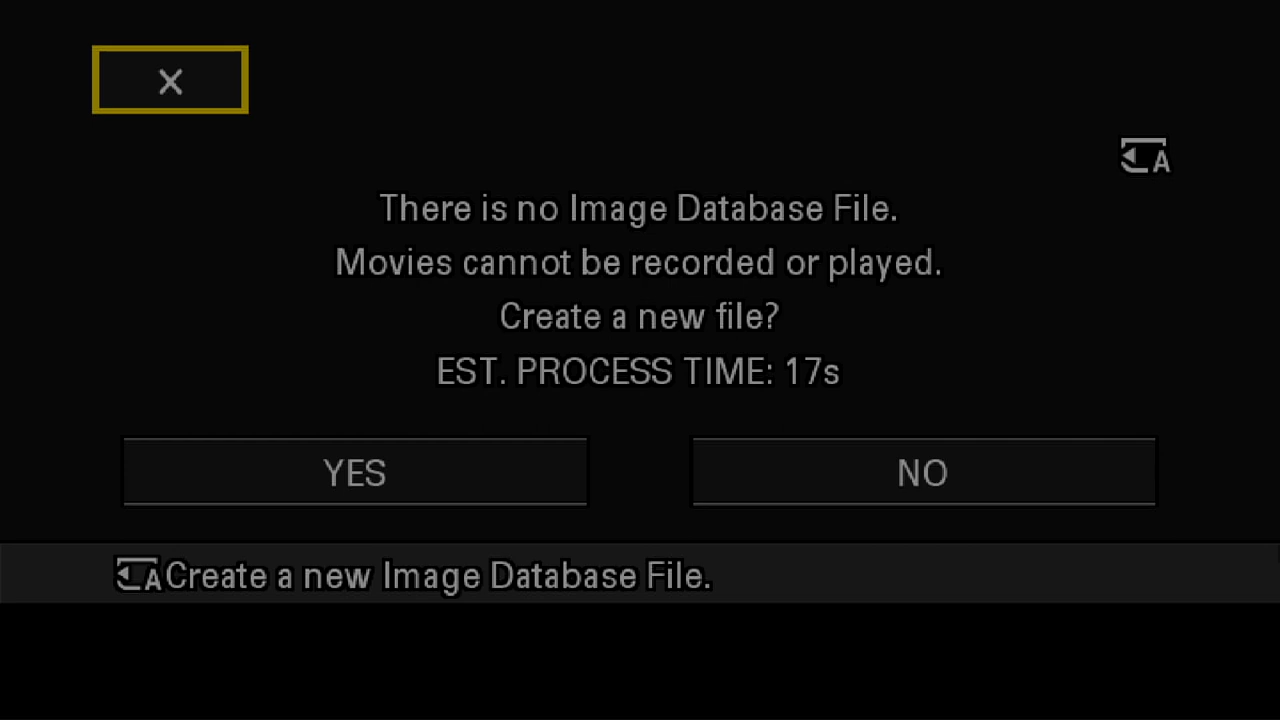 X
A
There is no Image Database File.
Movies cannot be recorded or played.
Create a new file?
EST. PROCESS TIME: 17s
YES
NO
A Create a new Image Database File.